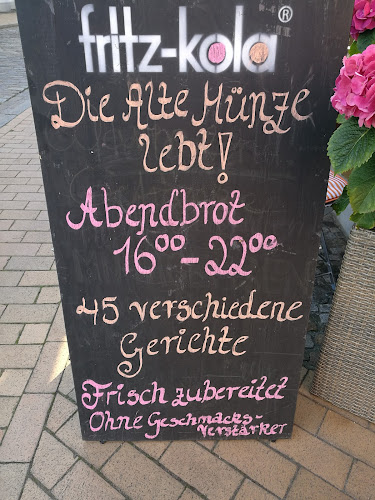 fritz-kola®
Die Alte Münze
lebt!
Abendbrot
16⁰⁰-22⁰⁰
45 verschiedene
Gerichte
Frisch zubereitet
Ohne Geschmacks-
verstärker